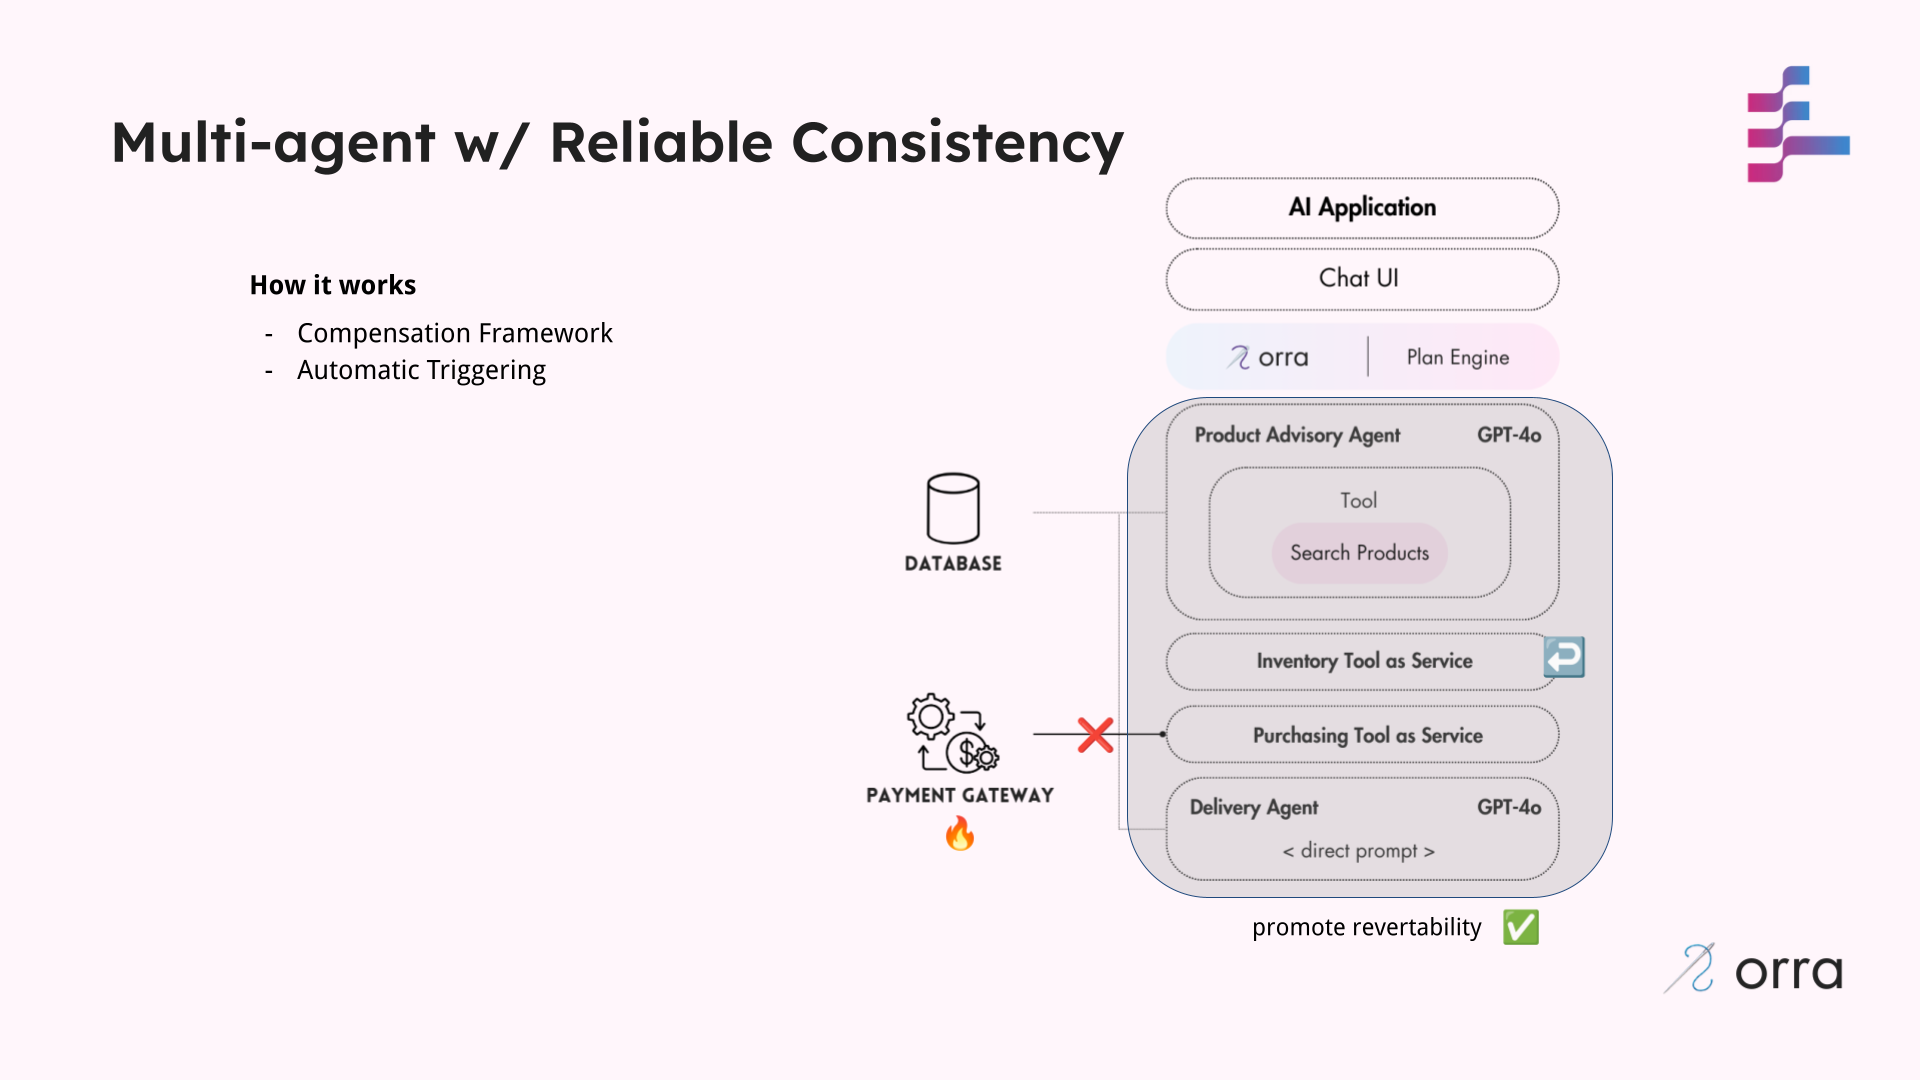 Multi-agent w/ Reliable Consistency
How it works
- Compensation Framework
- Automatic Triggering
AI Application
Chat UI
orra | Plan Engine
Product Advisory Agent GPT-4o
Tool
Search Products
DATABASE
Inventory Tool as Service
Purchasing Tool as Service
PAYMENT GATEWAY
Delivery Agent GPT-4o
< direct prompt >
promote revertability
orra